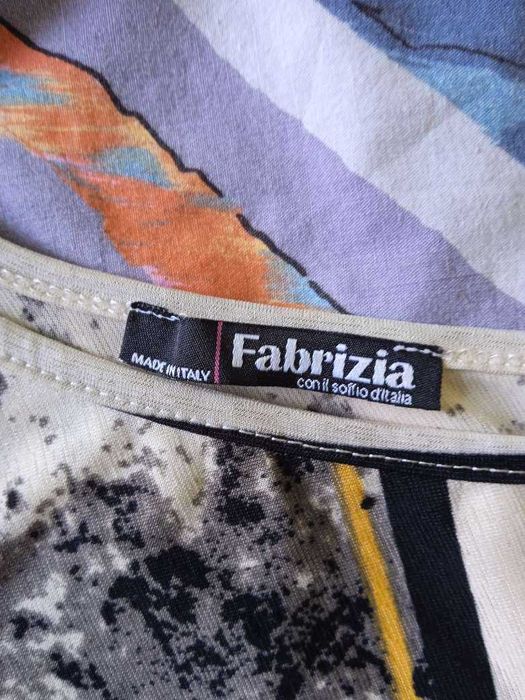 MADE IN ITALY
Fabrizia
con il soffio d'Italia